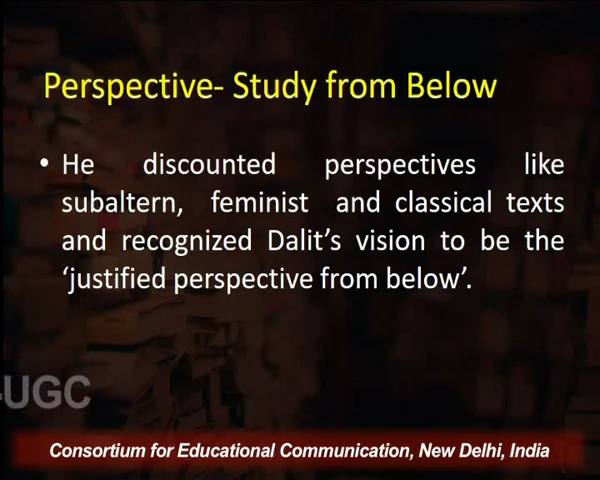 Perspective- Study from Below
• He discounted perspectives like
subaltern, feminist and classical texts
and recognized Dalit's vision to be the
'justified perspective from below'.
-UGC
Consortium for Educational Communication, New Delhi, India